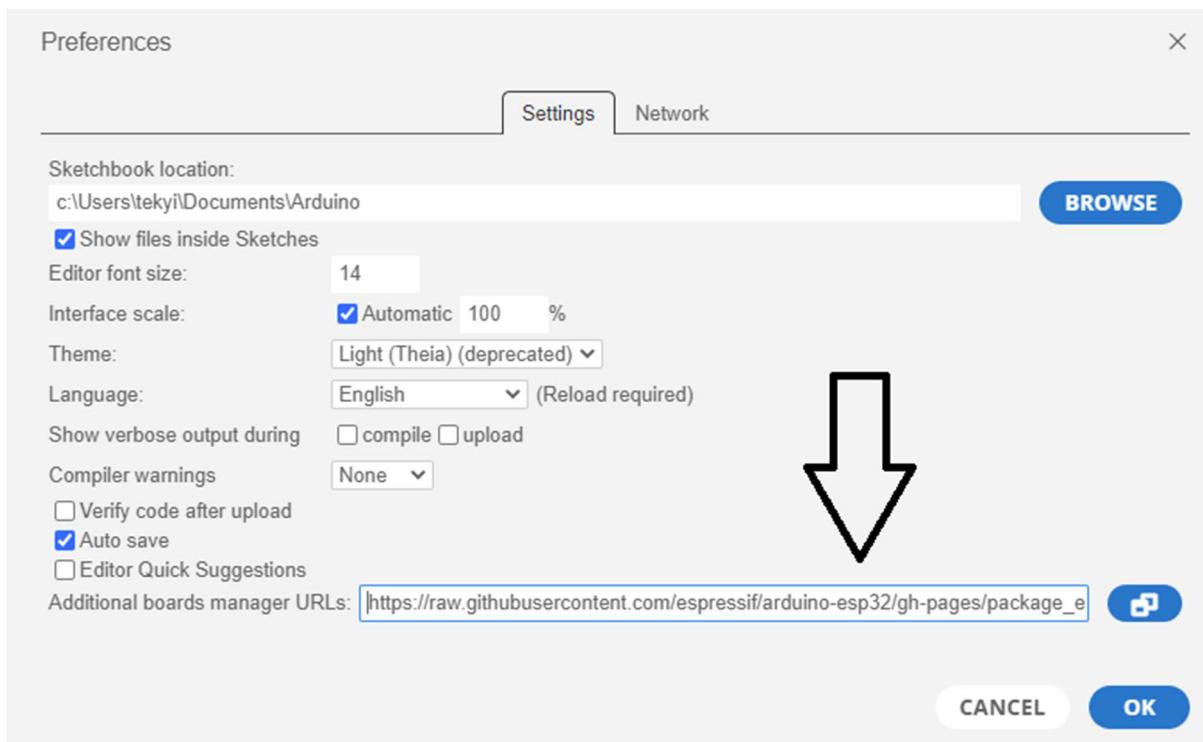 Preferences
Settings Network
Sketchbook location:
c:\Users\tekyi\Documents\Arduino
BROWSE
Show files inside Sketches
Editor font size: 14
Interface scale: Automatic 100 %
Theme: Light (Theia) (deprecated)
Language: English (Reload required)
Show verbose output during compile upload
Compiler warnings None
Verify code after upload
Auto save
Editor Quick Suggestions
Additional boards manager URLs: https://raw.githubusercontent.com/espressif/arduino-esp32/gh-pages/package_e
CANCEL OK